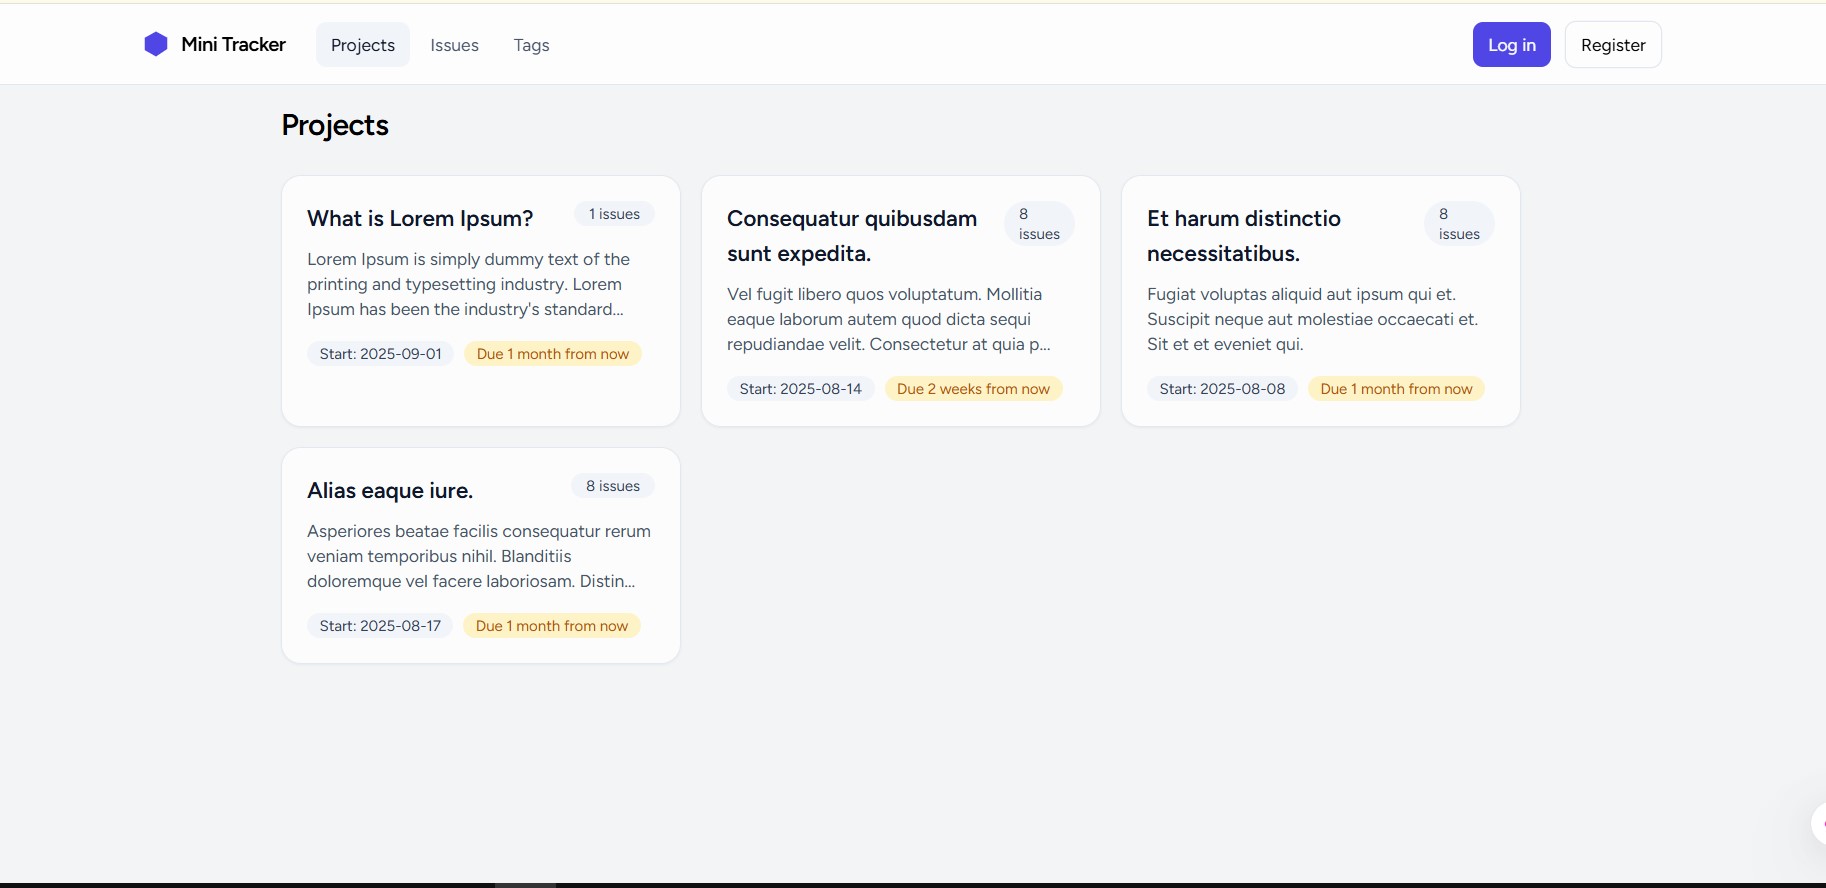 Mini Tracker
Projects
Issues
Tags
Log in
Register
Projects
What is Lorem Ipsum?
1 issues
Lorem Ipsum is simply dummy text of the
printing and typesetting industry. Lorem
Ipsum has been the industry's standard...
Start: 2025-09-01
Due 1 month from now
Consequatur quibusdam
sunt expedita.
8
issues
Vel fugit libero quos voluptatum. Mollitia
eaque laborum autem quod dicta sequi
repudiandae velit. Consectetur at quia p...
Start: 2025-08-14
Due 2 weeks from now
Et harum distinctio
necessitatibus.
8
issues
Fugiat voluptas aliquid aut ipsum qui et.
Suscipit neque aut molestiae occaecati et.
Sit et et eveniet qui.
Start: 2025-08-08
Due 1 month from now
Alias eaque iure.
8 issues
Asperiores beatae facilis consequatur rerum
veniam temporibus nihil. Blanditiis
doloremque vel facere laboriosam. Distin...
Start: 2025-08-17
Due 1 month from now